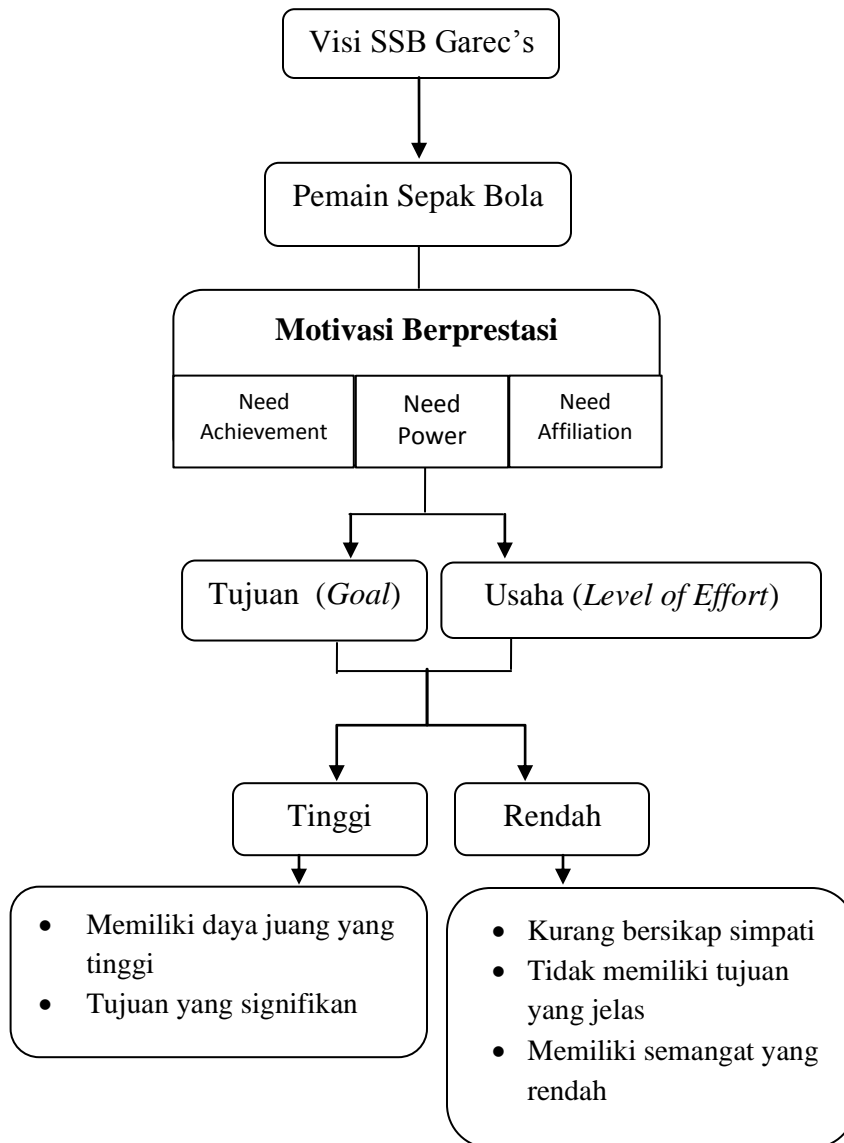 Visi SSB Garec’s
Pemain Sepak Bola
Motivasi Berprestasi
Need
Achievement
Need
Power
Need
Affiliation
Tujuan (Goal)
Usaha (Level of Effort)
Tinggi
Rendah
• Memiliki daya juang yang
tinggi
• Tujuan yang signifikan
• Kurang bersikap simpati
• Tidak memiliki tujuan
yang jelas
• Memiliki semangat yang
rendah